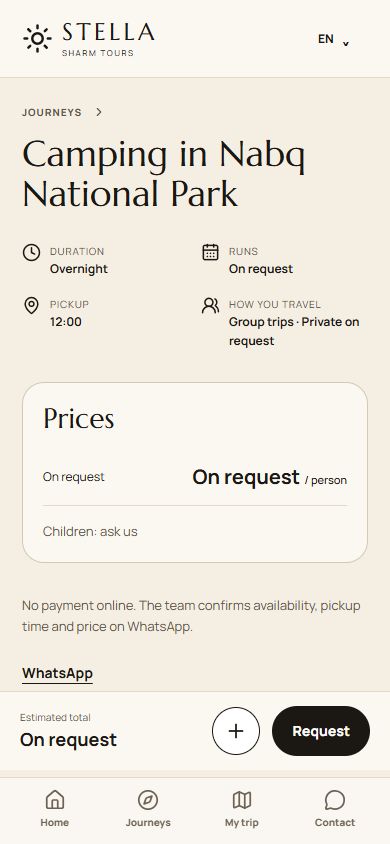 STELLA
SHARM TOURS
EN
JOURNEYS
Camping in Nabq
National Park
DURATION
Overnight
RUNS
On request
PICKUP
12:00
HOW YOU TRAVEL
Group trips · Private on
request
Prices
On request
On request / person
Children: ask us
No payment online. The team confirms availability, pickup
time and price on WhatsApp.
WhatsApp
Estimated total
On request
Request
Home
Journeys
My trip
Contact